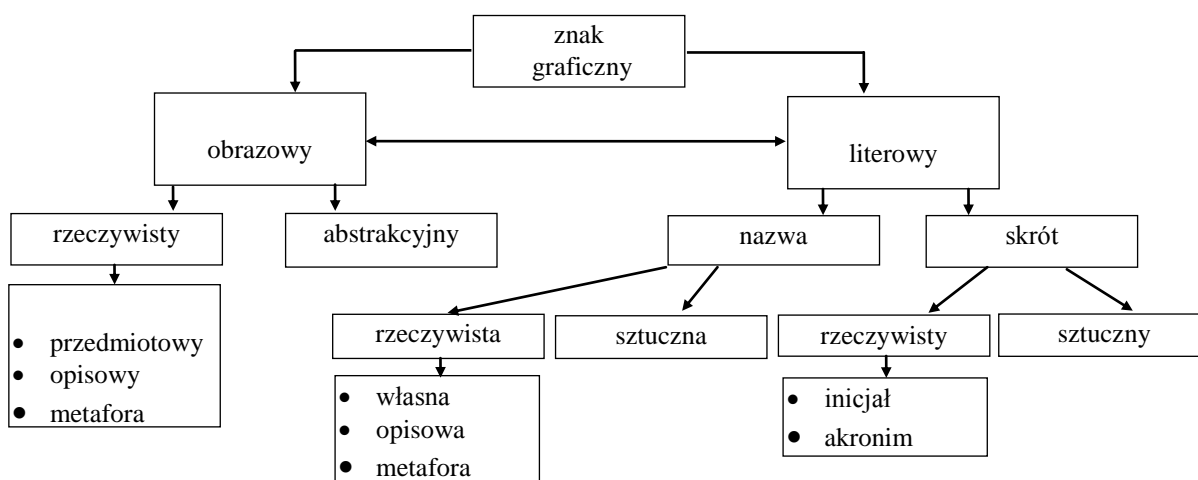 znak
graficzny
obrazowy
literowy
rzeczywisty
abstrakcyjny
nazwa
skrót
rzeczywista
sztuczna
rzeczywisty
sztuczny
• przedmiotowy
• opisowy
• metafora
• własna
• opisowa
• metafora
• inicjał
• akronim